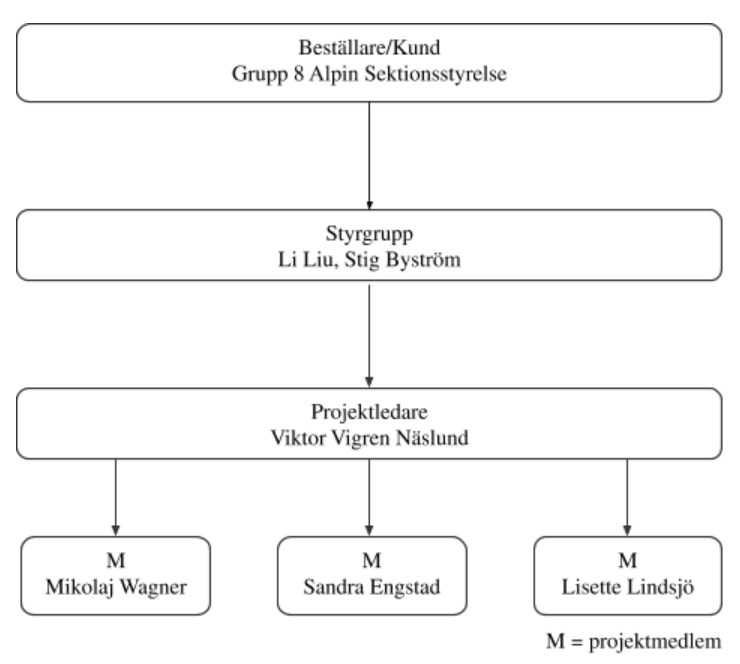 Beställare/Kund
Grupp 8 Alpin Sektionsstyrelse
Styrgrupp
Li Liu, Stig Byström
Projektledare
Viktor Vigren Näslund
M
Mikolaj Wagner
M
Sandra Engstad
M
Lisette Lindsjö
M = projektmedlem